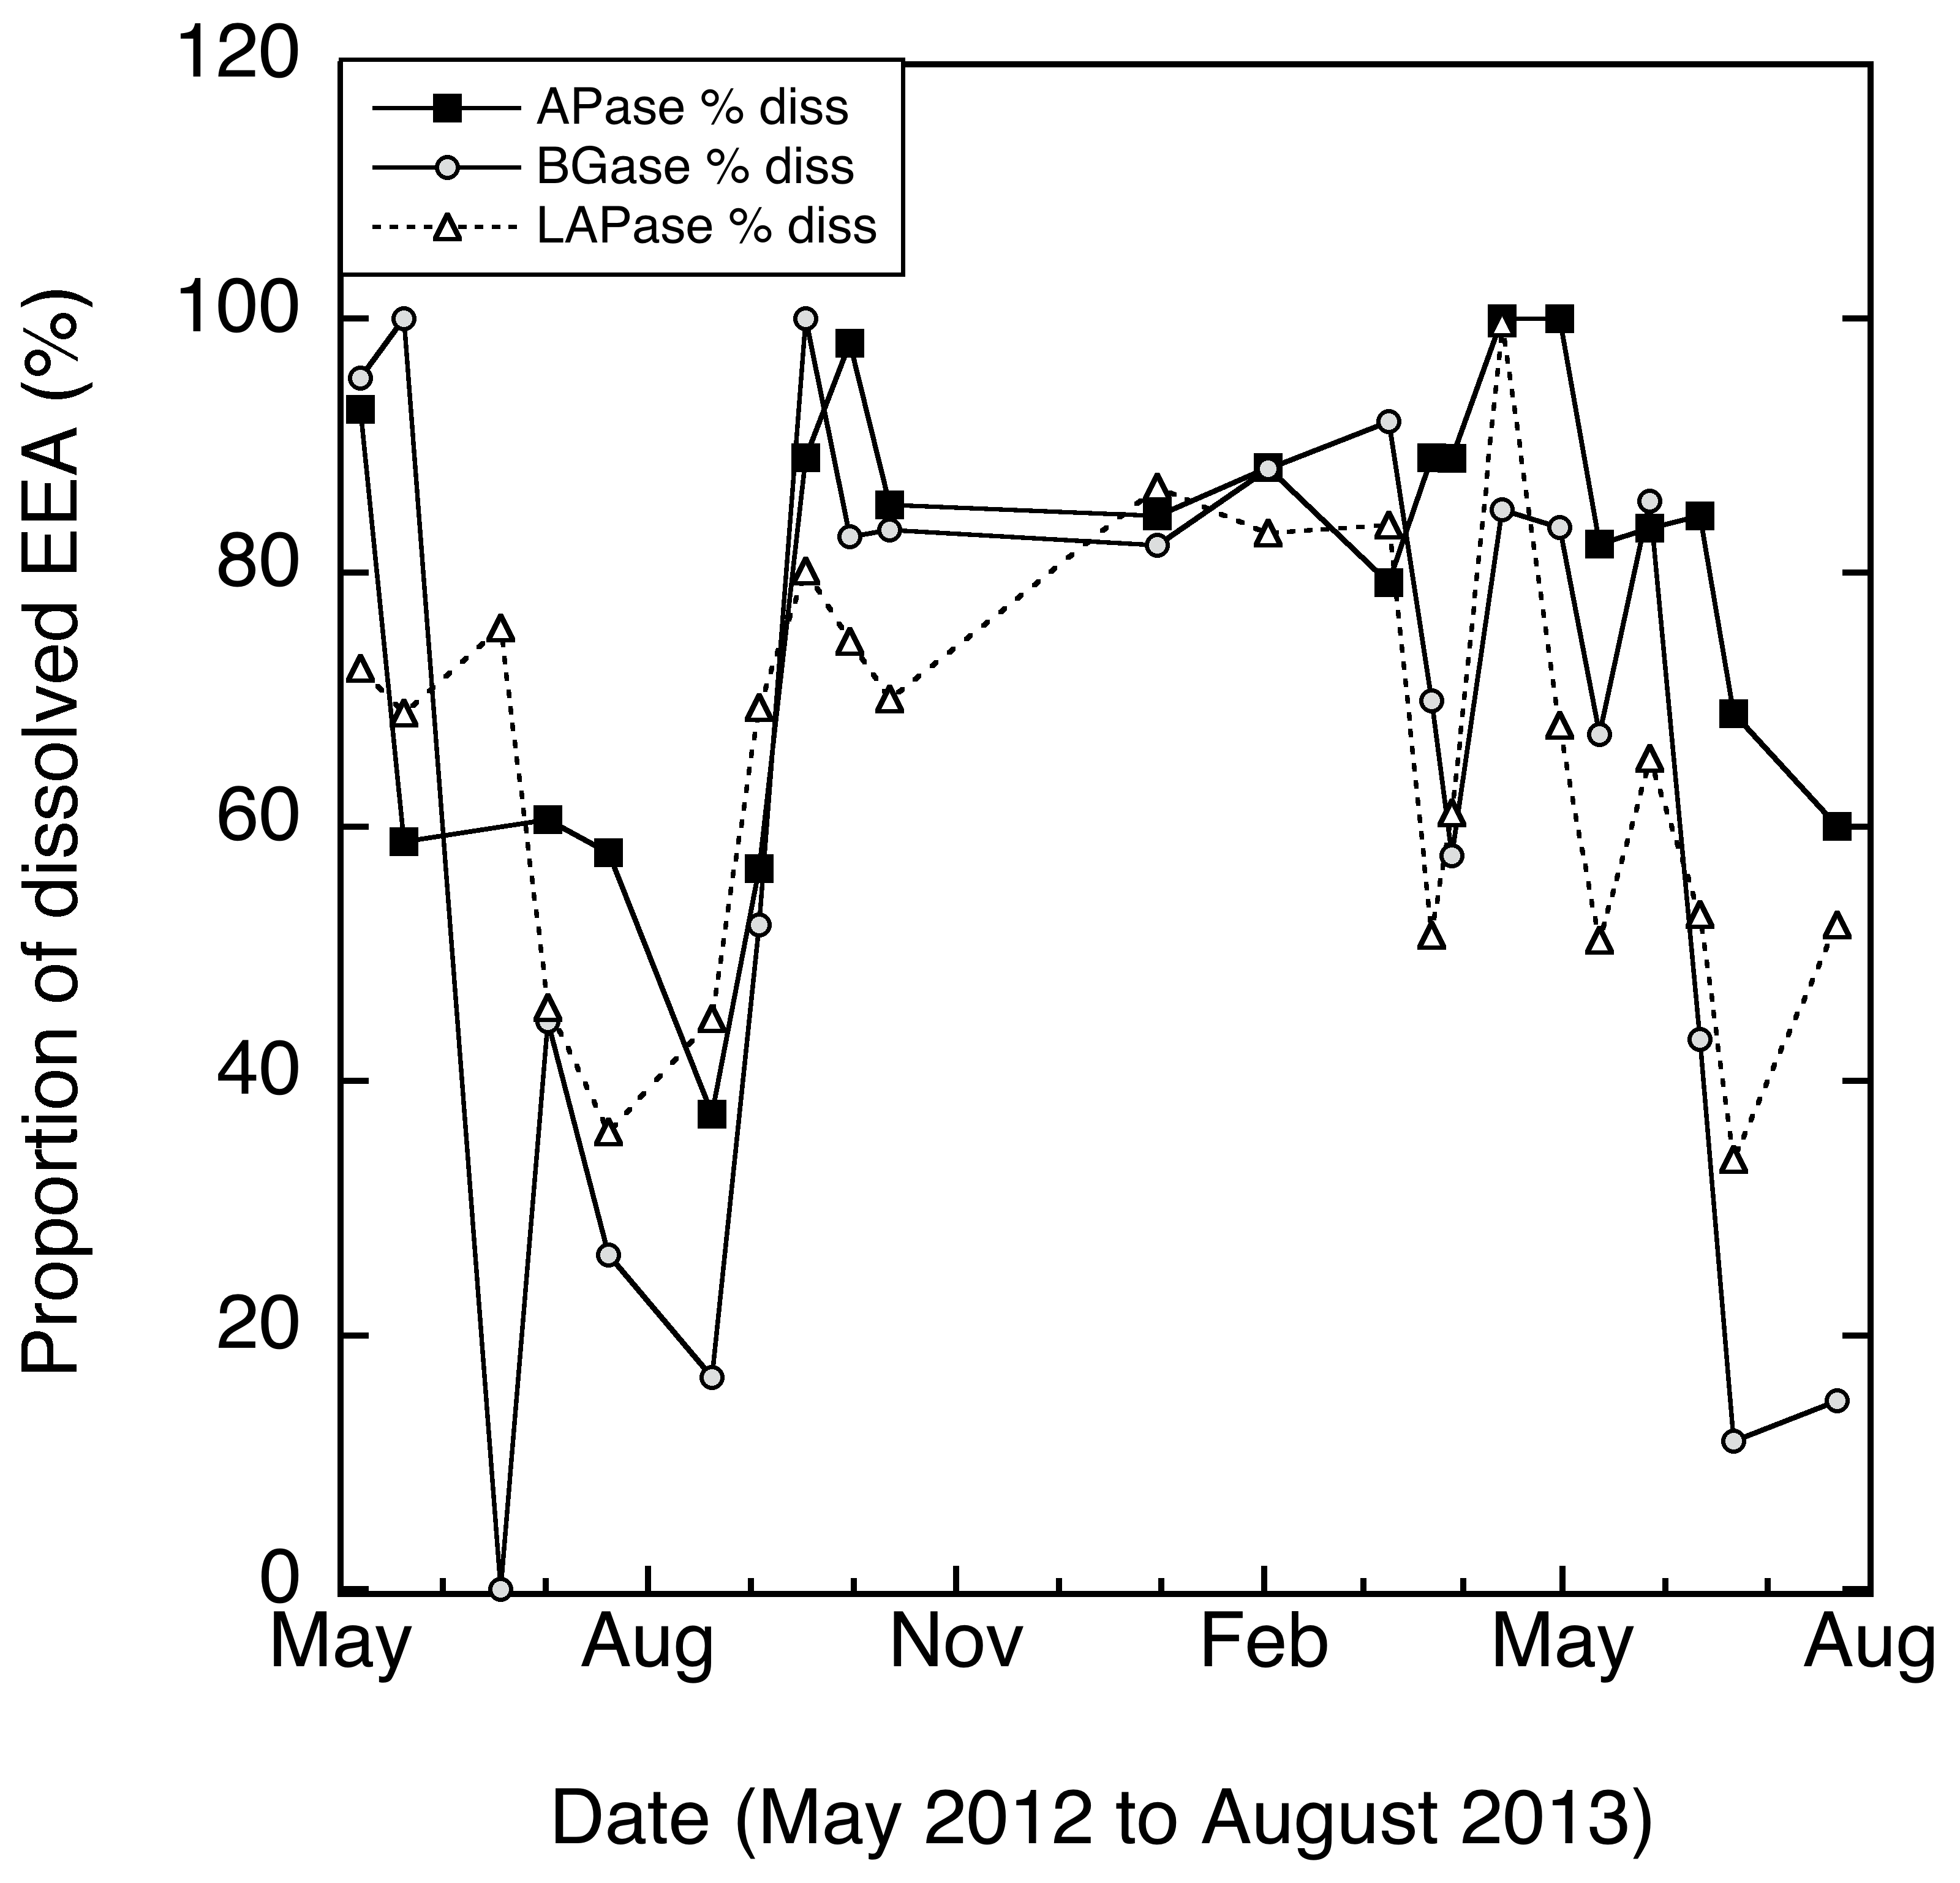 120
APase % diss
BGase % diss
LAPase % diss
100
80
60
40
20
0
Proportion of dissolved EEA (%)
May Aug Nov Feb May Aug
Date (May 2012 to August 2013)